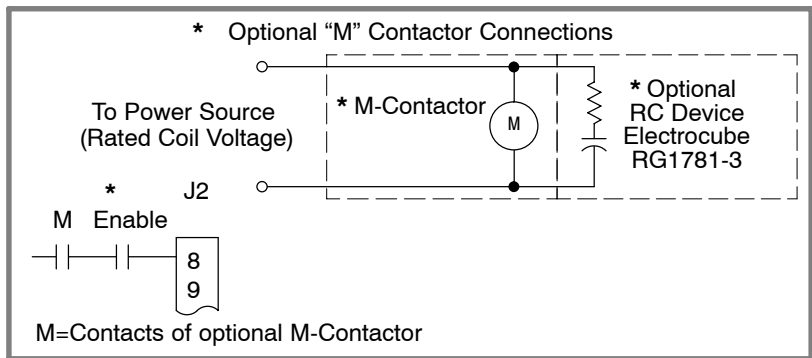 * Optional “M” Contactor Connections
To Power Source
(Rated Coil Voltage)
* M-Contactor
M
* Optional
RC Device
Electrocube
RG1781-3
* J2
M Enable
8
9
M=Contacts of optional M-Contactor